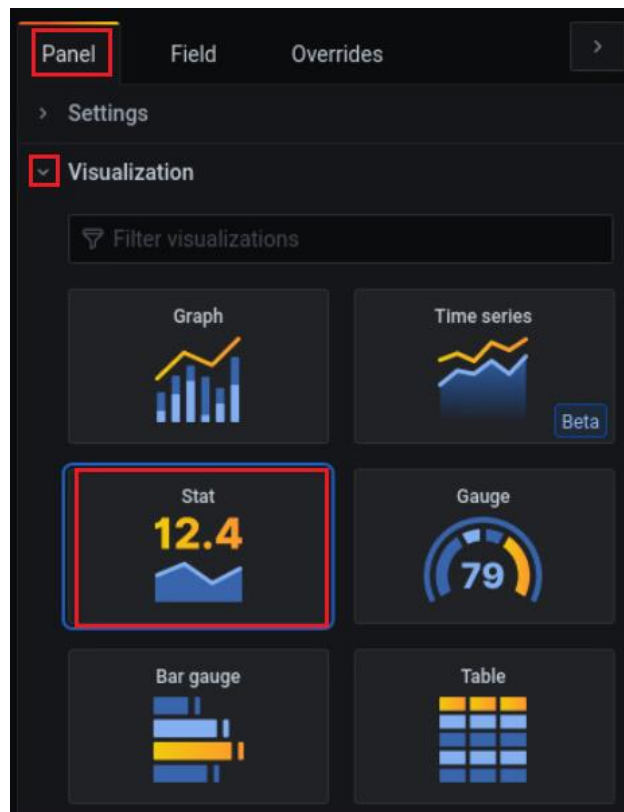 Panel Field Overrides
Settings
Visualization
Filter visualizations
Graph Time series
Beta
Stat Gauge
12.4 79
Bar gauge Table